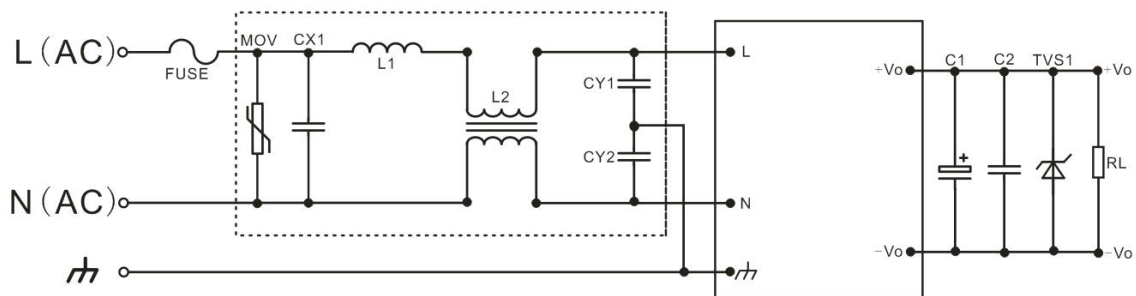 L(AC)
FUSE
MOV
CX1
L1
L2
CY1
CY2
N(AC)
L
N
+Vo
−Vo
C1
C2
TVS1
+Vo
+
RL
−Vo